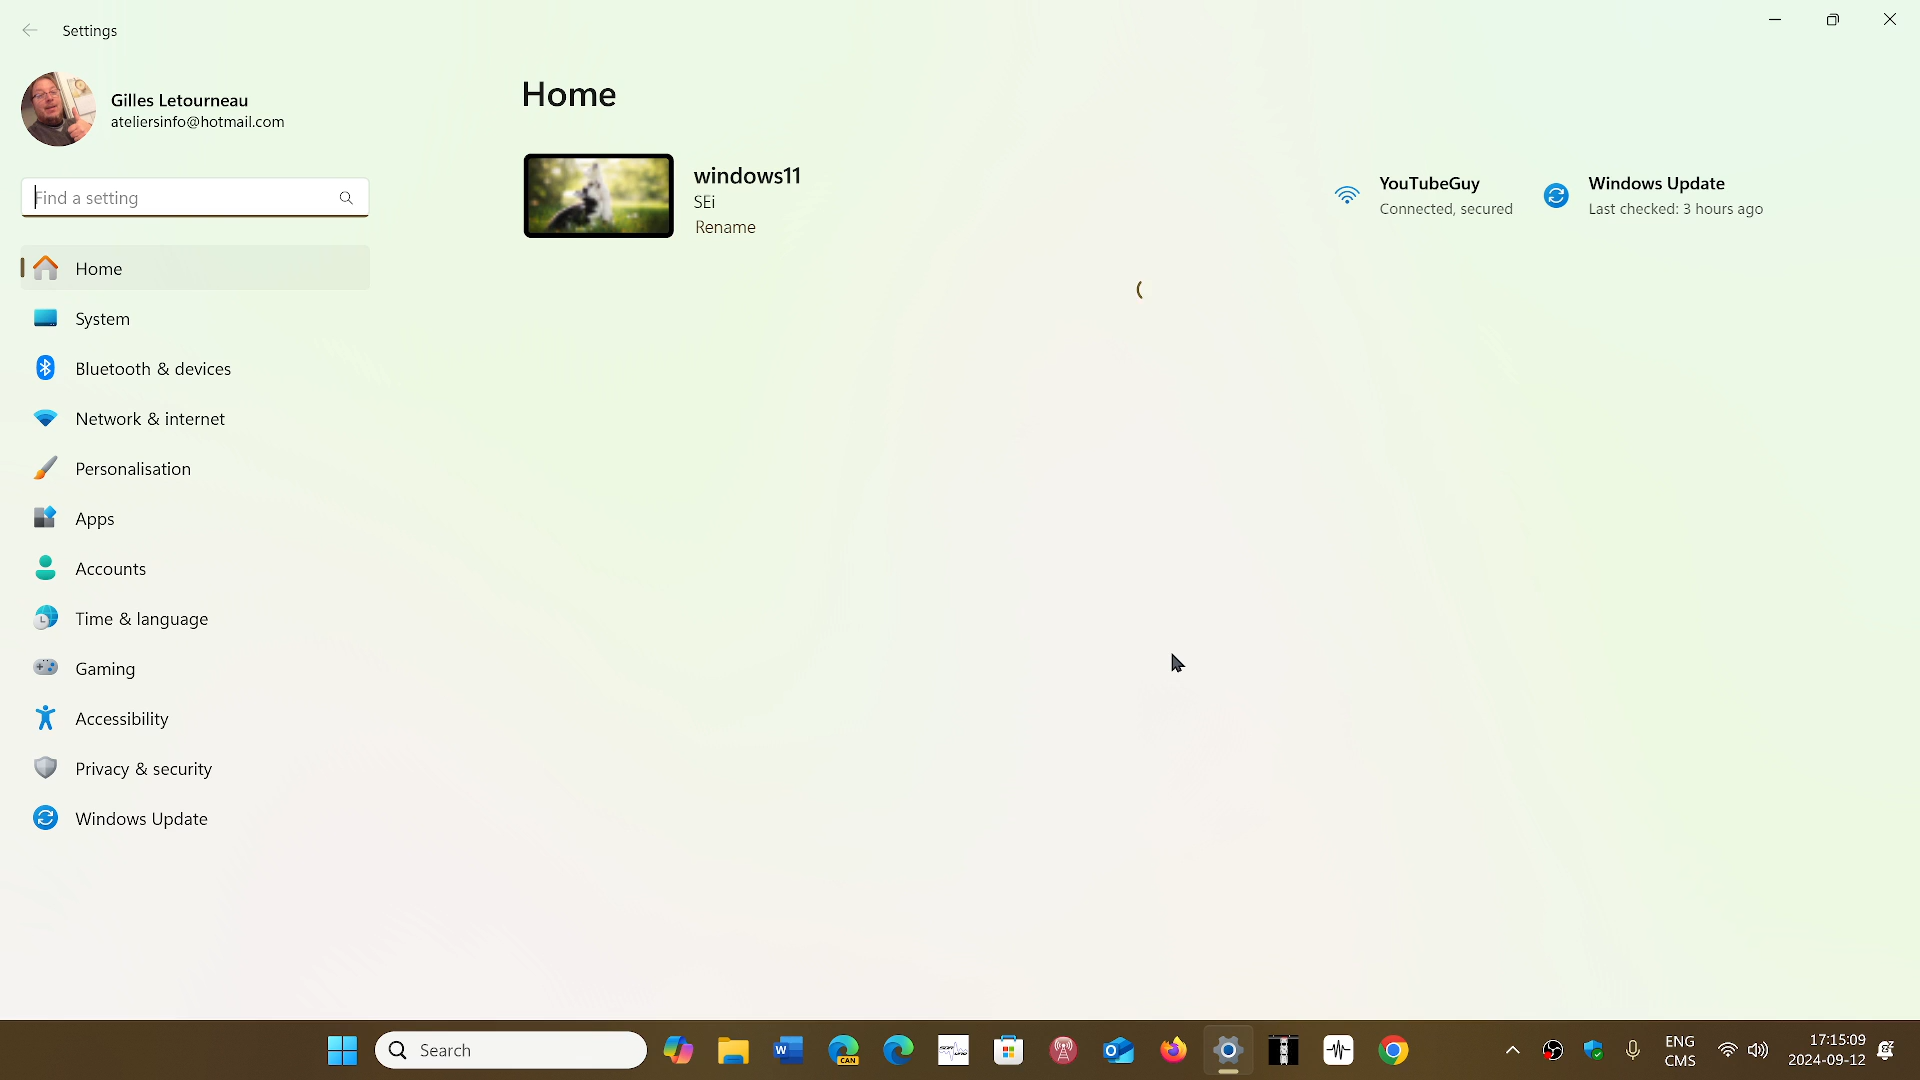 Settings
Gilles Letourneau
ateliersinfo@hotmail.com
Find a setting
Home
System
Bluetooth & devices
Network & internet
Personalisation
Apps
Accounts
Time & language
Gaming
Accessibility
Privacy & security
Windows Update
Home
windows11
SEi
Rename
YouTubeGuy
Connected, secured
Windows Update
Last checked: 3 hours ago
Search
CAN
ENG
CMS
17:15:09
2024-09-12